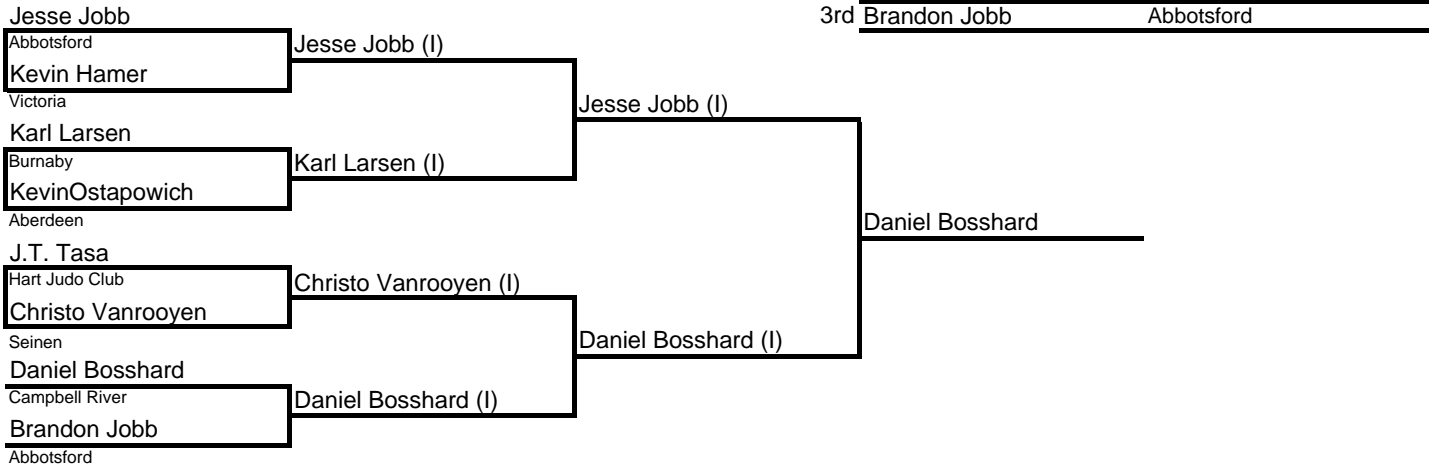 Jesse Jobb
3rd Brandon Jobb Abbotsford
Abbotsford
Jesse Jobb (I)
Kevin Hamer
Victoria
Jesse Jobb (I)
Karl Larsen
Burnaby
Karl Larsen (I)
KevinOstapowich
Aberdeen
Daniel Bosshard
J.T. Tasa
Hart Judo Club
Christo Vanrooyen (I)
Christo Vanrooyen
Seinen
Daniel Bosshard (I)
Daniel Bosshard
Campbell River
Daniel Bosshard (I)
Brandon Jobb
Abbotsford